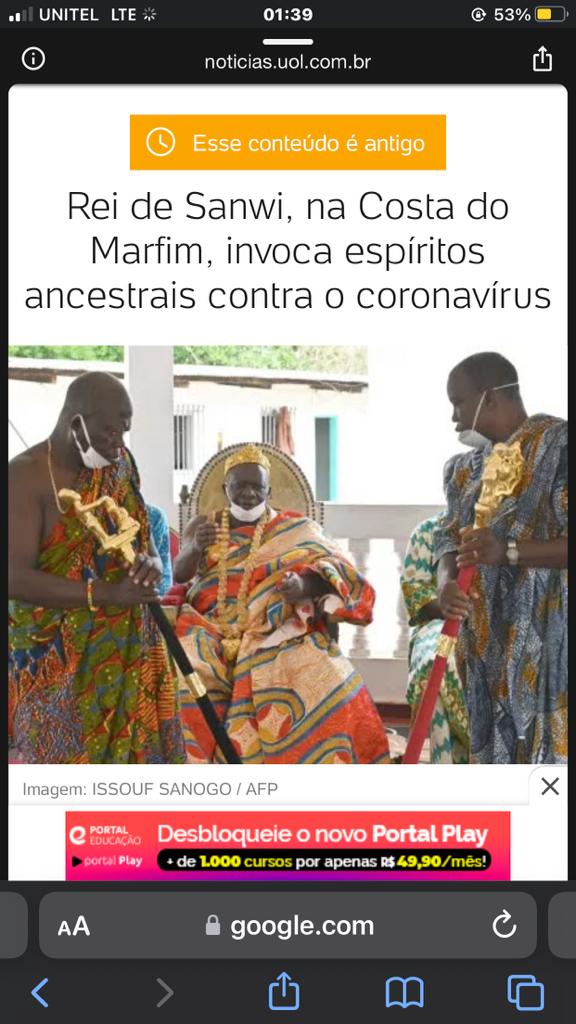 UNITEL LTE 01:39 53%
noticias.uol.com.br
Esse conteúdo é antigo
Rei de Sanwi, na Costa do
Marfim, invoca espíritos
ancestrais contra o coronavírus
Imagem: ISSOUF SANOGO / AFP
PORTAL
EDUCAÇÃO
portal Play
Desbloqueie o novo Portal Play
+ de 1.000 cursos por apenas R$ 49,90/mês!
AA google.com